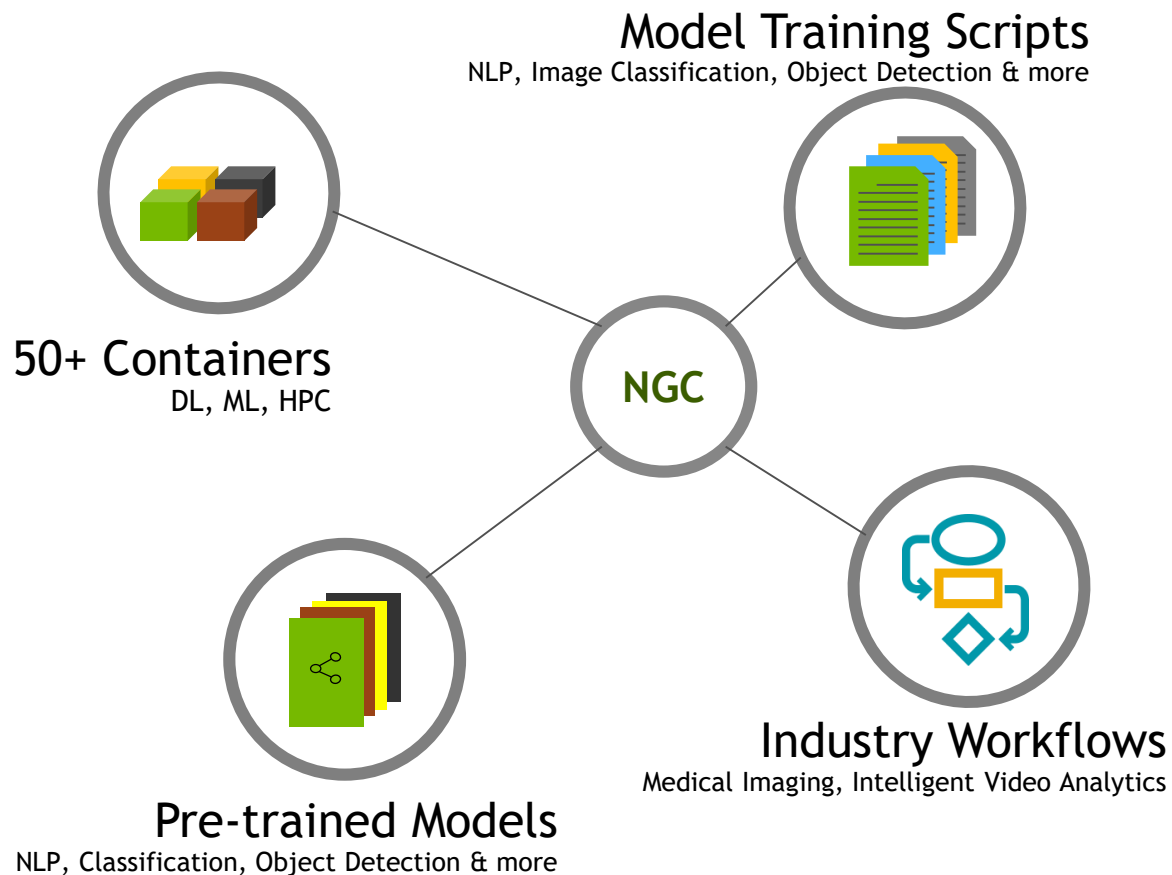 Model Training Scripts
NLP, Image Classification, Object Detection & more
50+ Containers
DL, ML, HPC
NGC
Industry Workflows
Medical Imaging, Intelligent Video Analytics
Pre-trained Models
NLP, Classification, Object Detection & more